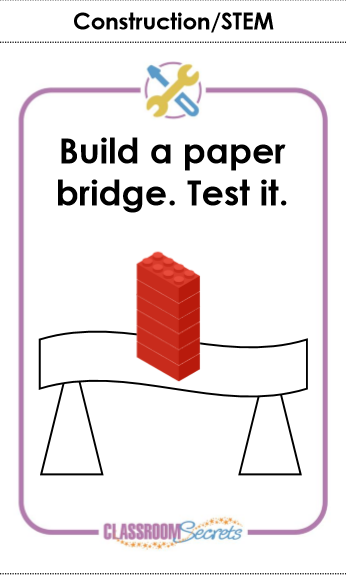 Construction/STEM
Build a paper
bridge. Test it.
CLASSROOM Secrets